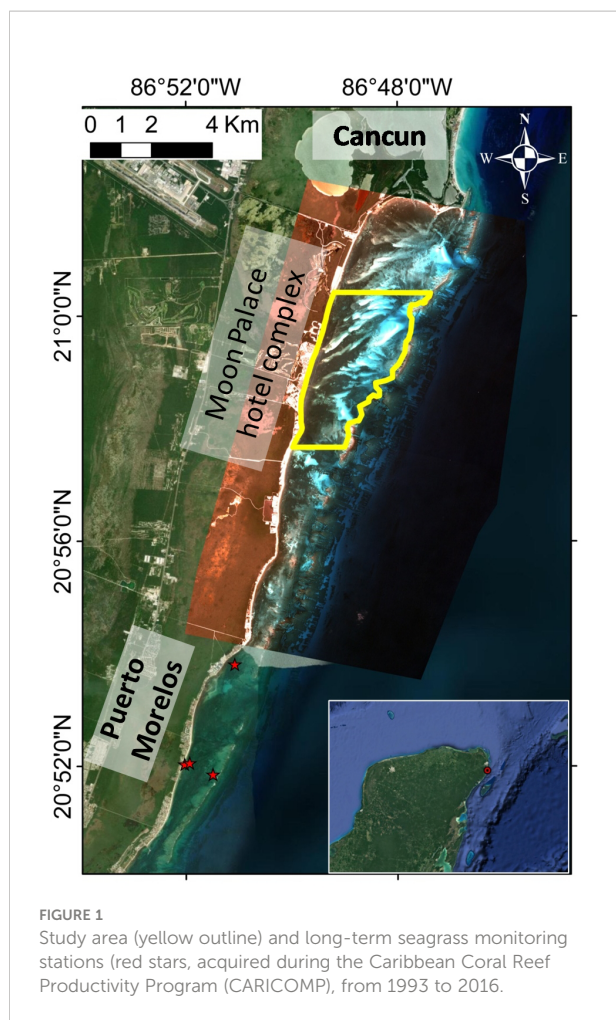 86°52'0"W 86°48'0"W
0 1 2 4 Km
Cancun
N
W E
S
Moon Palace
hotel complex
21°0'0"N
20°56'0"N
Puerto
Morelos
20°52'0"N
FIGURE 1
Study area (yellow outline) and long-term seagrass monitoring
stations (red stars, acquired during the Caribbean Coral Reef
Productivity Program (CARICOMP), from 1993 to 2016.